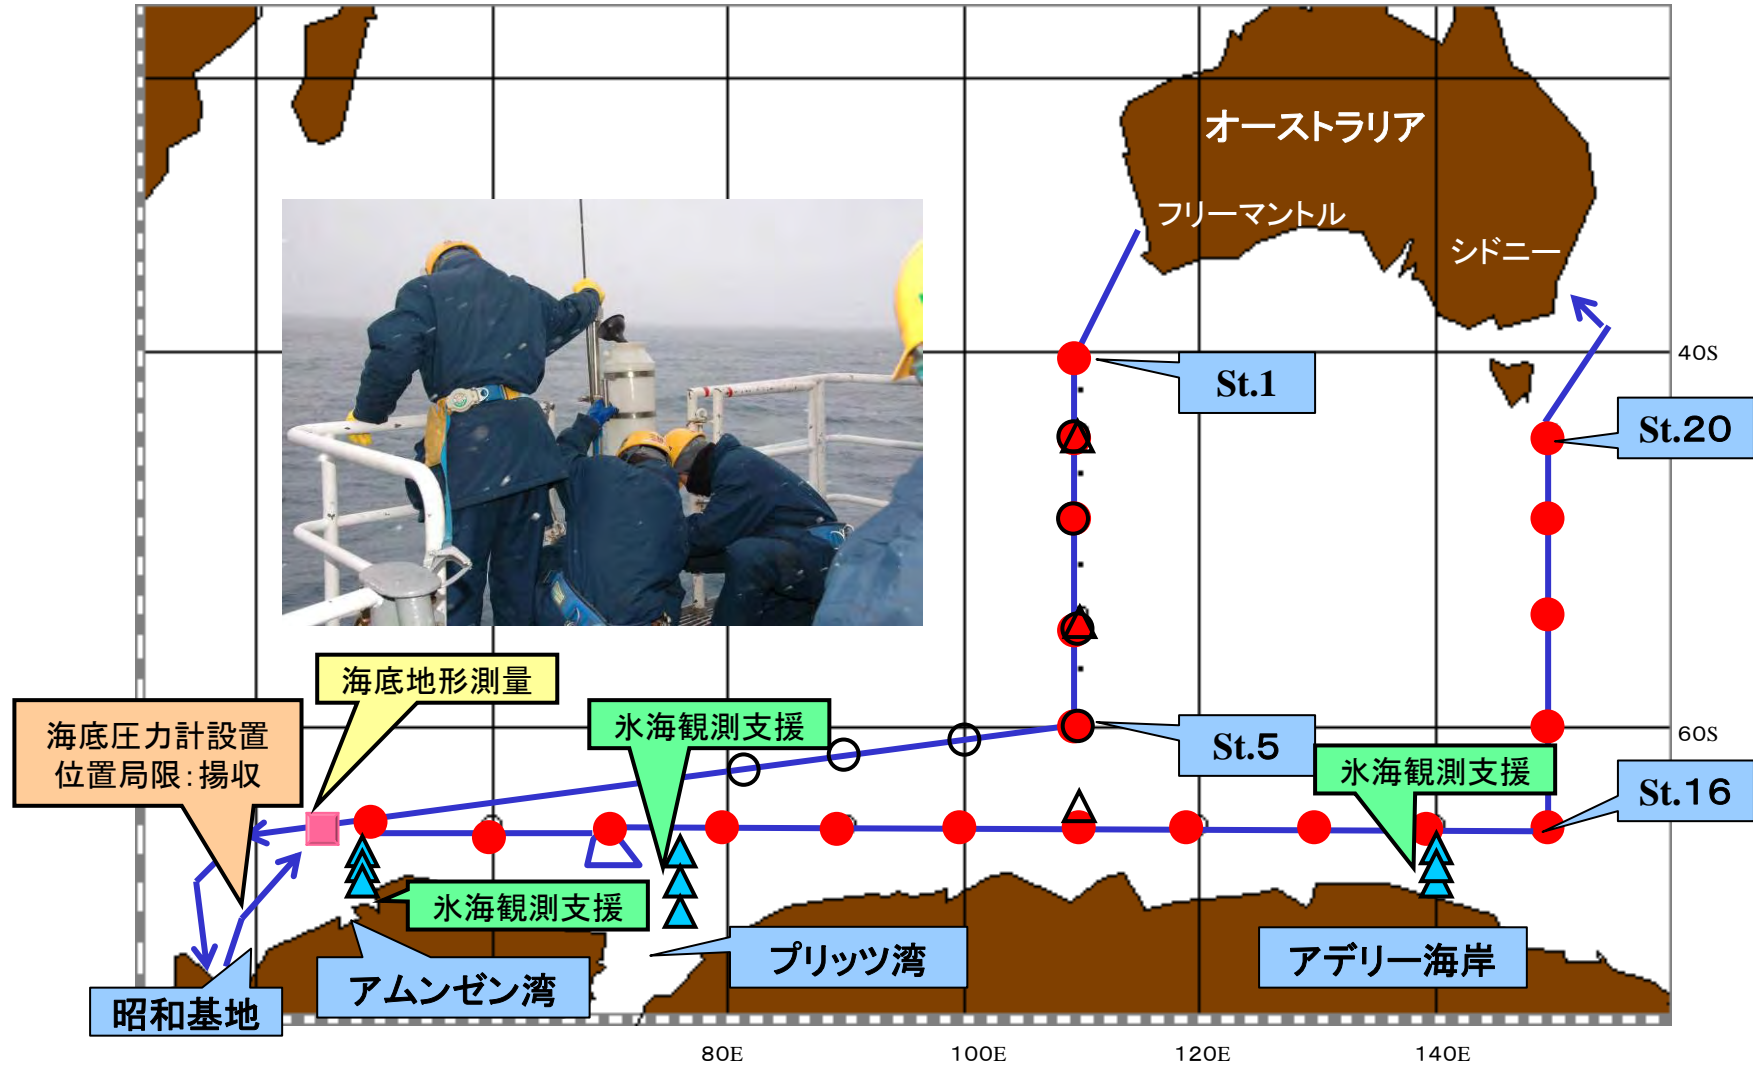 オーストラリア
フリーマントル
シドニー
40S
St.1
St.20
海底地形測量
海底圧力計設置
位置局限:揚収
氷海観測支援
St.5
60S
氷海観測支援
St.16
氷海観測支援
プリッツ湾
アデリー海岸
アムンゼン湾
昭和基地
80E
100E
120E
140E